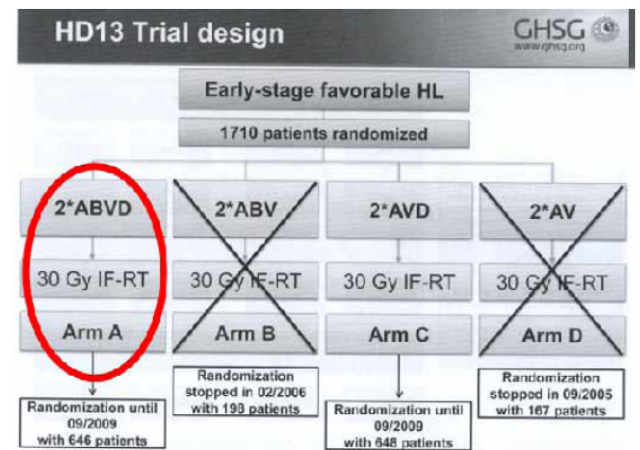 HD13 Trial design
GHSG
www.ghsg.org
Early-stage favorable HL
1710 patients randomized
2*ABVD
2*ABV
2*AVD
2*AV
30 Gy IF-RT
30 Gy IF-RT
30 Gy IF-RT
30 Gy IF-RT
Arm A
Arm B
Arm C
Arm D
Randomization until
09/2009
with 646 patients
Randomization
stopped in 02/2006
with 198 patients
Randomization until
09/2009
with 648 patients
Randomization
stopped in 09/2005
with 167 patients